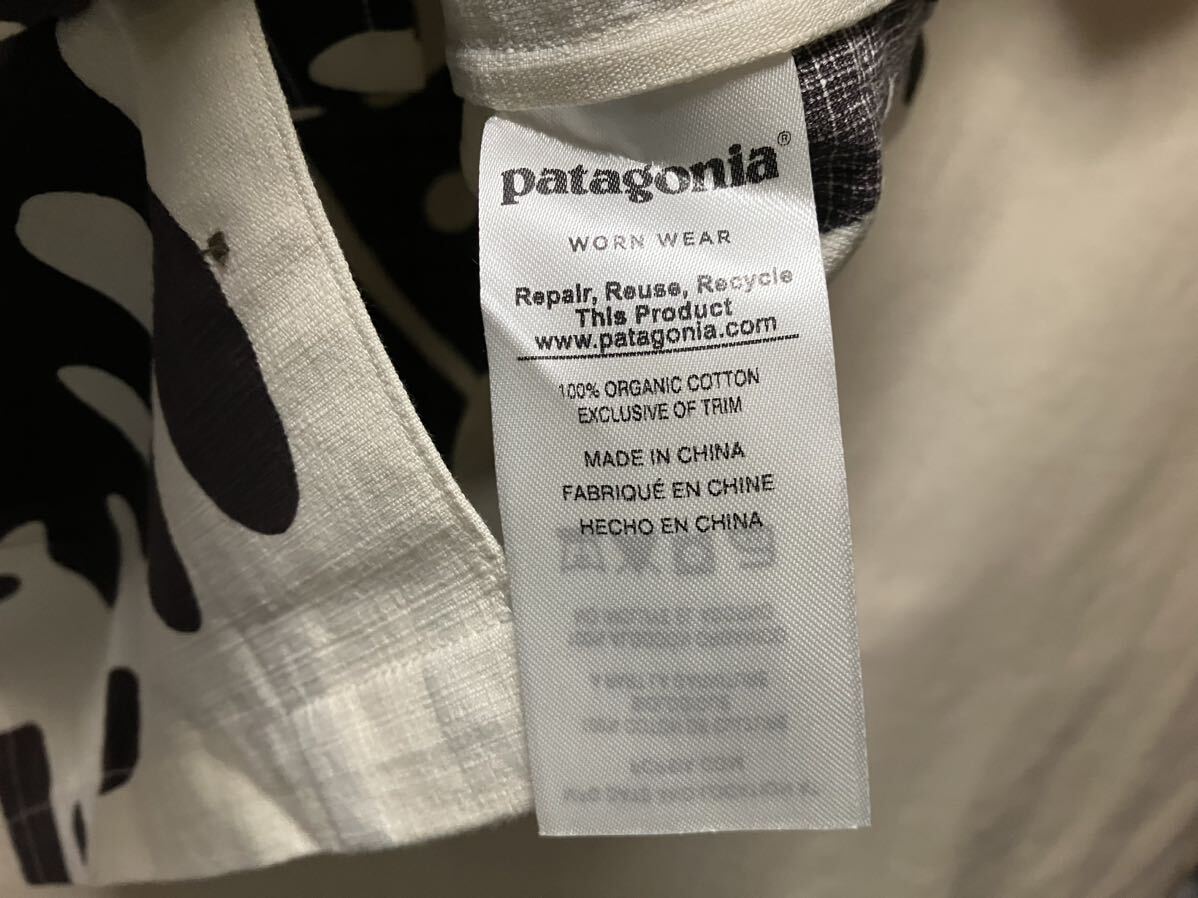 patagonia®
WORN WEAR
Repair, Reuse, Recycle
This Product
www.patagonia.com
100% ORGANIC COTTON
EXCLUSIVE OF TRIM
MADE IN CHINA
FABRIQUÉ EN CHINE
HECHO EN CHINA